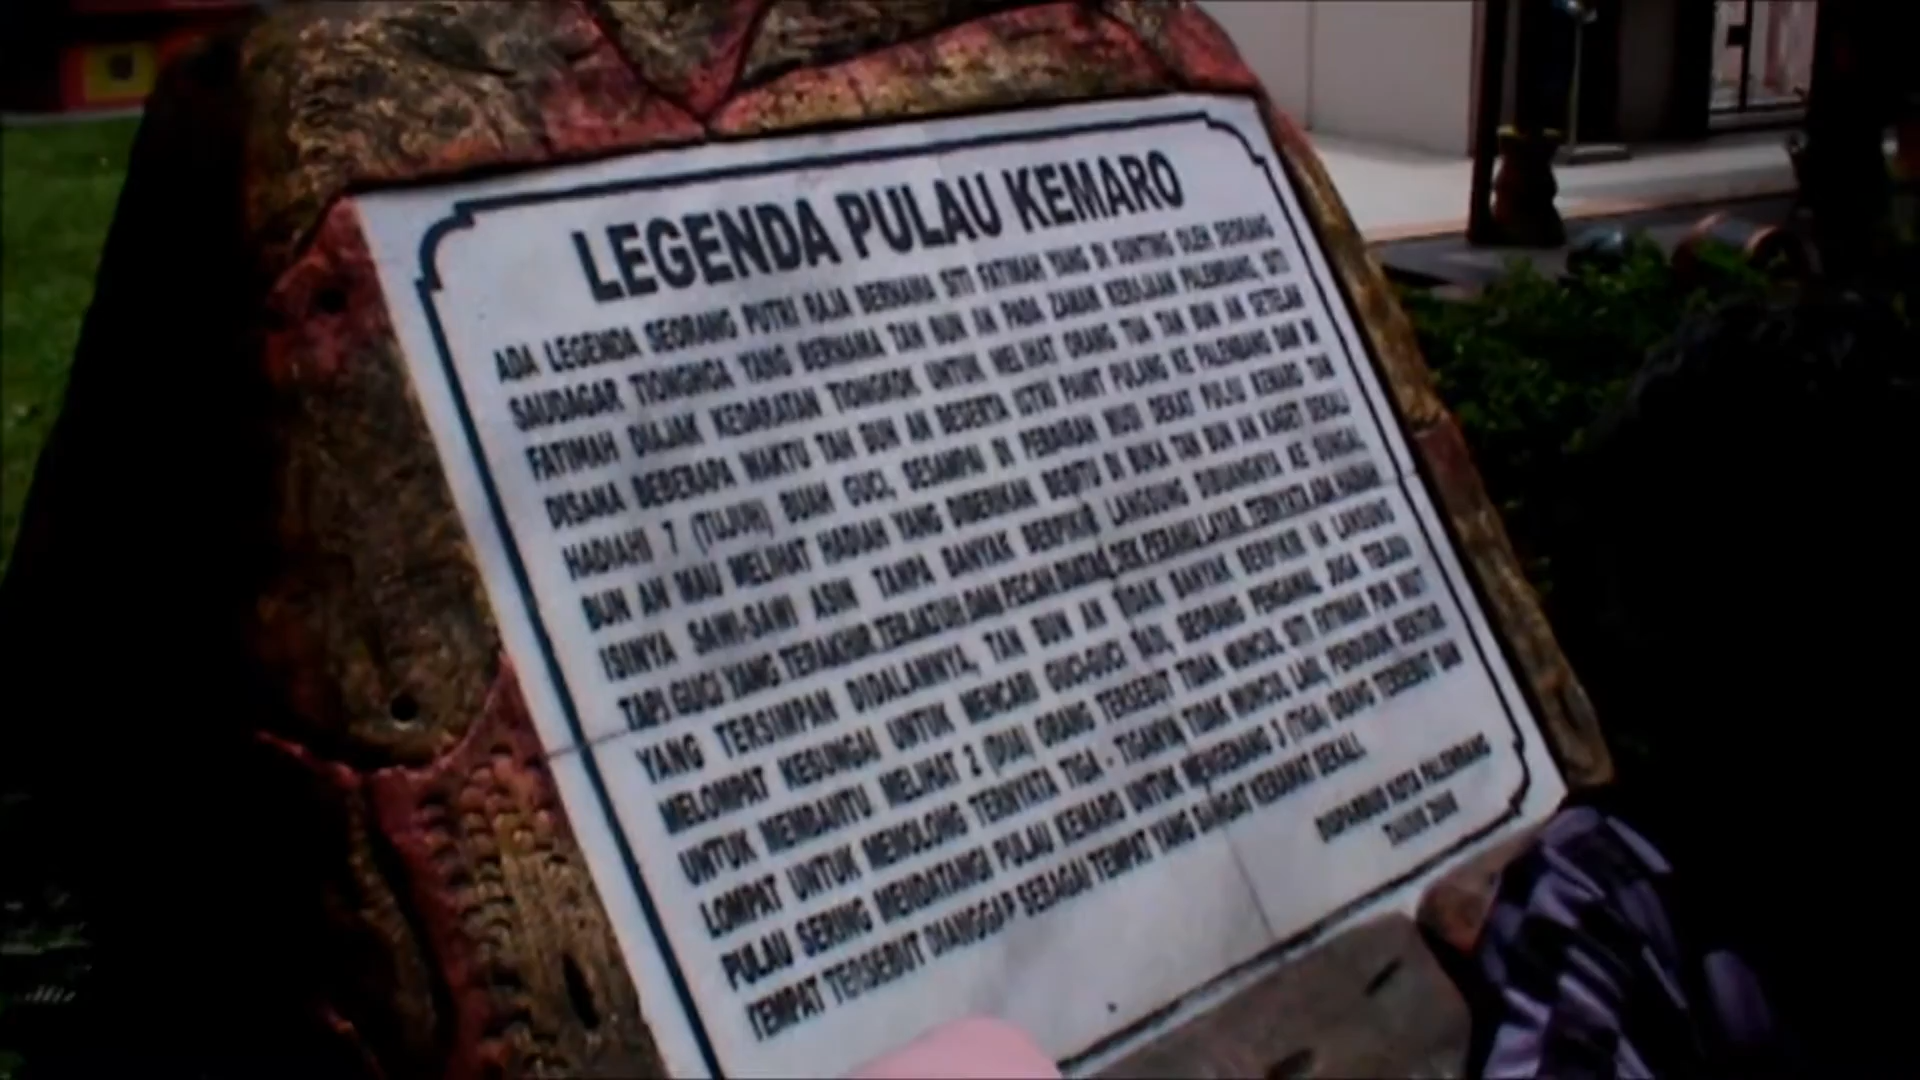 LEGENDA PULAU KEMARO
ADA LEGENDA SEORANG PUTRI RAJA BERNAMA SITI FATIMAH YANG DI SUNTING OLEH SEORANG
SAUDAGAR TIONGHOA YANG BERNAMA TAN BUN AN PADA ZAMAN KERAJAAN PALEMBANG, SITI
FATIMAH DIAJAK KEDARATAN TIONGKOK UNTUK MELIHAT ORANG TUA TAN BUN AN SETELAH
DISANA BEBERAPA WAKTU TAN BUN AN BESERTA ISTRI PAMIT PULANG KE PALEMBANG DAN DI
HADIAHI 7 (TUJUH) BUAH GUCI, SESAMPAI DI PERAIRAN MUSI DEKAT PULAU KEMARO TAN
BUN AN MAU MELIHAT HADIAH YANG DIBERIKAN BEGITU DI BUKA TAN BUN AN KAGET SEKALI
ISINYA SAWI-SAWI ASIN TANPA BANYAK BERPIKIR LANGSUNG DIBUANGNYA KE SUNGAI,
TAPI GUCI YANG TERAKHIR TERJATUH DAN PECAH DIATAS DEK PERAHU LAYAR TERNYATA ADA HADIAH
YANG TERSIMPAN DIDALAMNYA, TAN BUN AN TIDAK BANYAK BERPIKIR IA LANGSUNG
MELOMPAT KESUNGAI UNTUK MENCARI GUCI-GUCI SEORANG PENGAWAL JUGA TERJUN
UNTUK MEMBANTU MELIHAT 2 (DUA) ORANG TERSEBUT TIDAK MUNCUL SITI FATIMAH PUN IKUT
LOMPAT UNTUK MENOLONG TERNYATA TIGA - TIGANYA TIDAK MUNCUL LAGI, PENDUDUK SEKITAR
PULAU SERING MENDATANGI PULAU KEMARO UNTUK MENGENANG 3 (TIGA ORANG TERSEBUT DAN
TEMPAT TERSEBUT DIANGGAP SEBAGAI TEMPAT YANG SANGAT KERAMAT SEKALI.
KOTA PALEMBANG
TAHUN